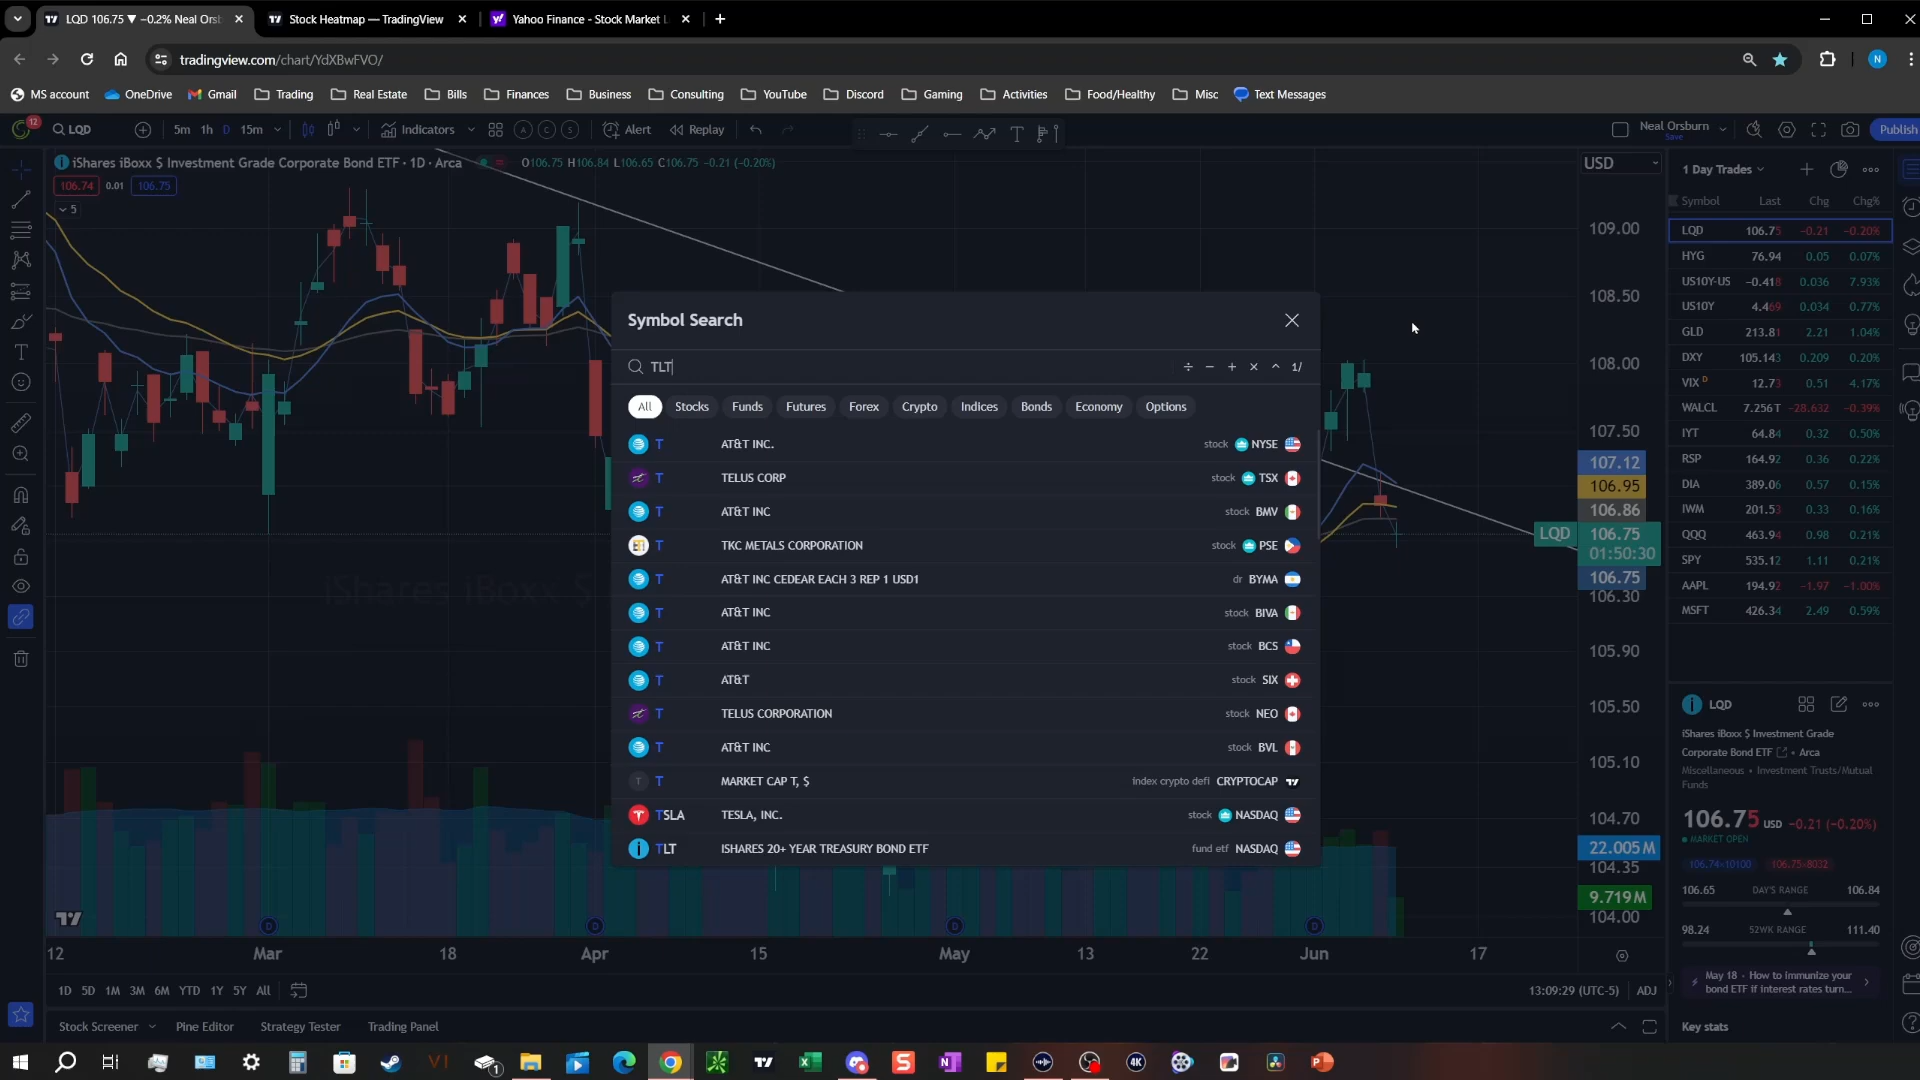 LQD 106.75 ▼ −0.2% Neal Orsb
Stock Heatmap — TradingView
Yahoo Finance - Stock Market L
tradingview.com/chart/YdXBwFVO/
MS account OneDrive Gmail Trading Real Estate Bills Finances Business Consulting YouTube Discord Gaming Activities Food/Healthy Misc Text Messages
12 LQD 5m 1h D 15m Indicators A C S Alert Replay
Neal Orsburn
Save
Publish
iShares iBoxx $ Investment Grade Corporate Bond ETF · 1D · Arca O106.75 H106.84 L106.65 C106.75 −0.21 (−0.20%)
106.74 0.01 106.75
5
USD
109.00
108.50
108.00
107.50
107.12
106.95
106.86
LQD 106.75
01:50:30
106.75
106.30
105.90
105.50
105.10
104.70
22.005M
104.35
9.719M
104.00
iShares iBoxx $
Symbol Search
TLT
÷ − + × ^ 1/
All Stocks Funds Futures Forex Crypto Indices Bonds Economy Options
T AT&T INC. stock NYSE
T TELUS CORP stock TSX
T AT&T INC stock BMV
T TKC METALS CORPORATION stock PSE
T AT&T INC CEDEAR EACH 3 REP 1 USD1 dr BYMA
T AT&T INC stock BIVA
T AT&T INC stock BCS
T AT&T stock SIX
T TELUS CORPORATION stock NEO
T AT&T INC stock BVL
T MARKET CAP T, $ index crypto defi CRYPTOCAP
TSLA TESLA, INC. stock NASDAQ
TLT ISHARES 20+ YEAR TREASURY BOND ETF fund etf NASDAQ
D D D D
12 Mar 18 Apr 15 May 13 22 Jun 17
1D 5D 1M 3M 6M YTD 1Y 5Y All
13:09:29 (UTC-5) ADJ
Stock Screener Pine Editor Strategy Tester Trading Panel
1 Day Trades
Symbol Last Chg Chg%
LQD 106.75 −0.21 −0.20%
HYG 76.94 0.05 0.07%
US10Y-US −0.418 0.036 7.93%
US10Y 4.469 0.034 0.77%
GLD 213.81 2.21 1.04%
DXY 105.143 0.209 0.20%
VIX D 12.73 0.51 4.17%
WALCL 7.256T −28.632 −0.39%
IYT 64.84 0.32 0.50%
RSP 164.92 0.36 0.22%
DIA 389.06 0.57 0.15%
IWM 201.53 0.33 0.16%
QQQ 463.94 0.98 0.21%
SPY 535.12 1.11 0.21%
AAPL 194.92 −1.97 −1.00%
MSFT 426.34 2.49 0.59%
LQD
iShares iBoxx $ Investment Grade
Corporate Bond ETF · Arca
Miscellaneous · Investment Trusts/Mutual
Funds
106.75 USD −0.21 (−0.20%)
MARKET OPEN
106.74×10100 106.75×8032
106.65 DAY'S RANGE 106.84
98.24 52WK RANGE 111.40
May 18 · How to immunize your
bond ETF if interest rates turn...
Key stats